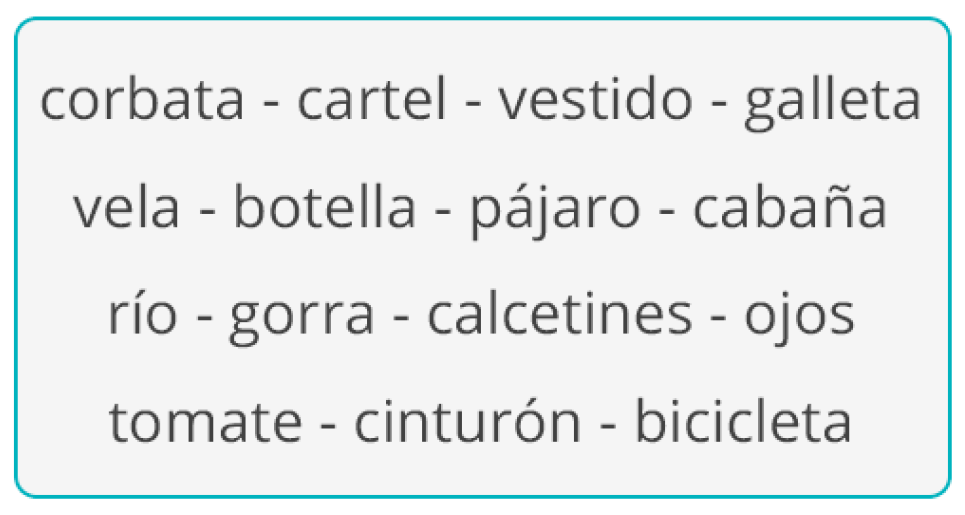 corbata - cartel - vestido - galleta
vela - botella - pájaro - cabaña
río - gorra - calcetines - ojos
tomate - cinturón - bicicleta